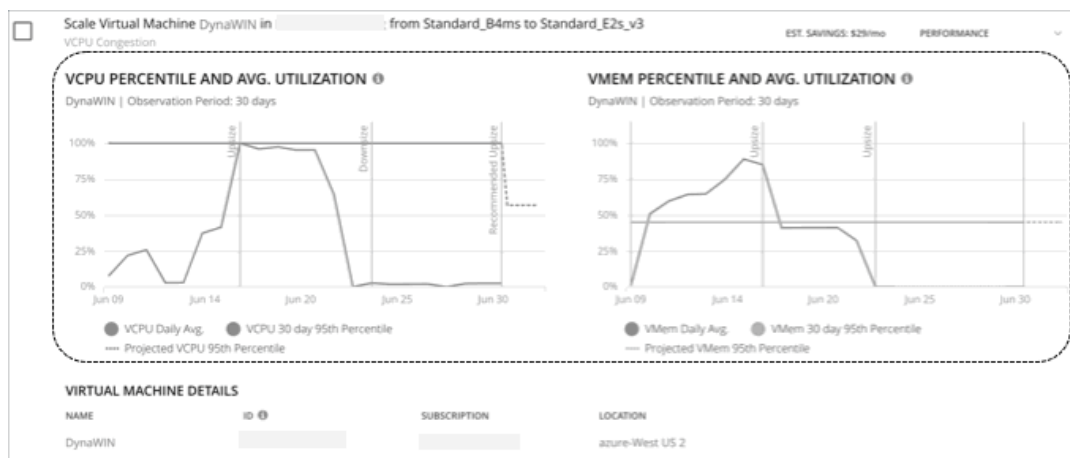 Scale Virtual Machine DynaWIN in from Standard_B4ms to Standard_E2s_v3
VCPU Congestion
EST. SAVINGS: $29/mo PERFORMANCE
VCPU PERCENTILE AND AVG. UTILIZATION
DynaWIN | Observation Period: 30 days
100%
75%
50%
25%
0%
Upsize
Downsize
Recommended Upsize
Jun 09 Jun 14 Jun 20 Jun 25 Jun 30
VCPU Daily Avg. VCPU 30 day 95th Percentile
Projected VCPU 95th Percentile
VMEM PERCENTILE AND AVG. UTILIZATION
DynaWIN | Observation Period: 30 days
100%
75%
50%
25%
0%
Upsize
Upsize
Jun 09 Jun 14 Jun 20 Jun 25 Jun 30
VMem Daily Avg. VMem 30 day 95th Percentile
Projected VMem 95th Percentile
VIRTUAL MACHINE DETAILS
NAME ID SUBSCRIPTION LOCATION
DynaWIN azure-West US 2